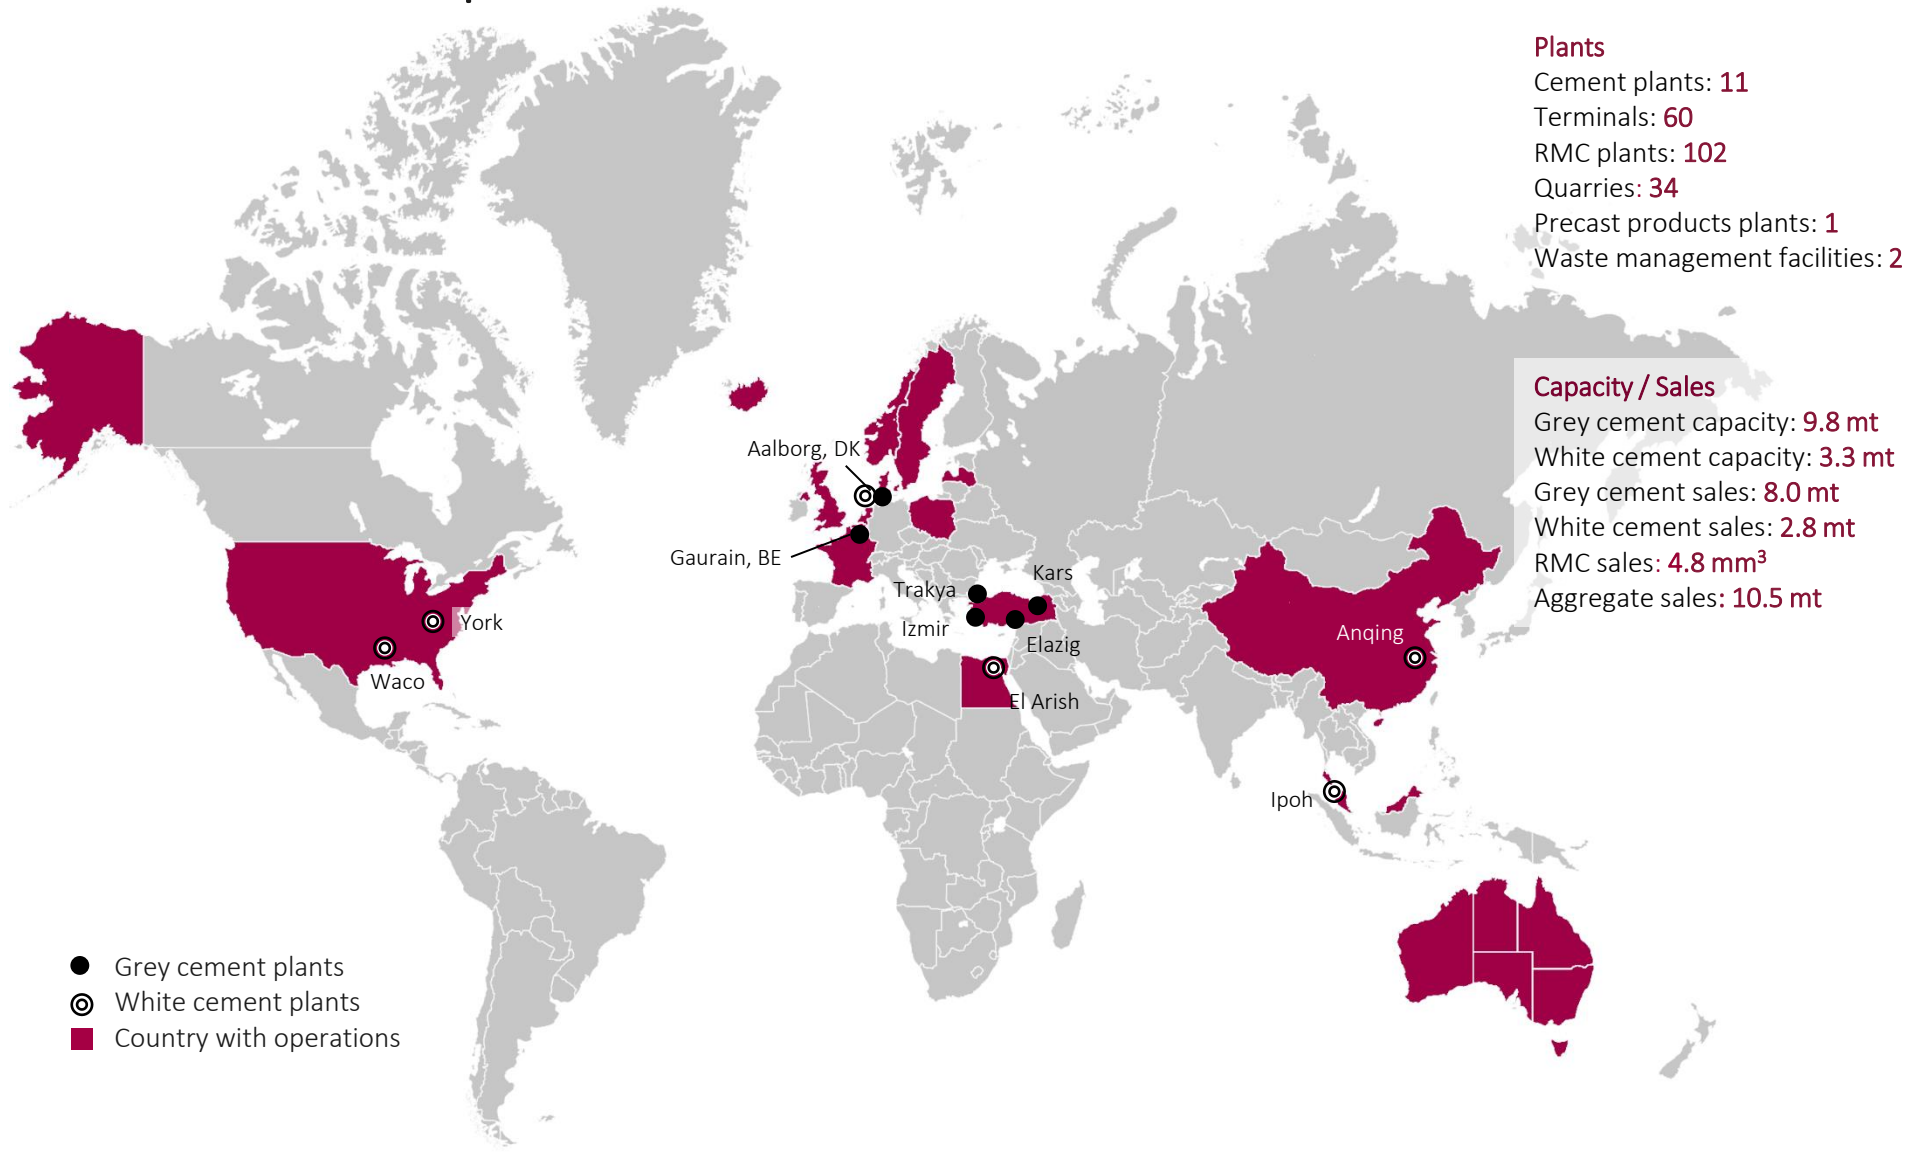 Plants
Cement plants: 11
Terminals: 60
RMC plants: 102
Quarries: 34
Precast products plants: 1
Waste management facilities: 2
Capacity / Sales
Grey cement capacity: 9.8 mt
White cement capacity: 3.3 mt
Grey cement sales: 8.0 mt
White cement sales: 2.8 mt
RMC sales: 4.8 mm³
Aggregate sales: 10.5 mt
Aalborg, DK
Gaurain, BE
Kars
Trakya
Izmir
Elazig
El Arish
York
Waco
Anqing
Ipoh
Grey cement plants
White cement plants
Country with operations